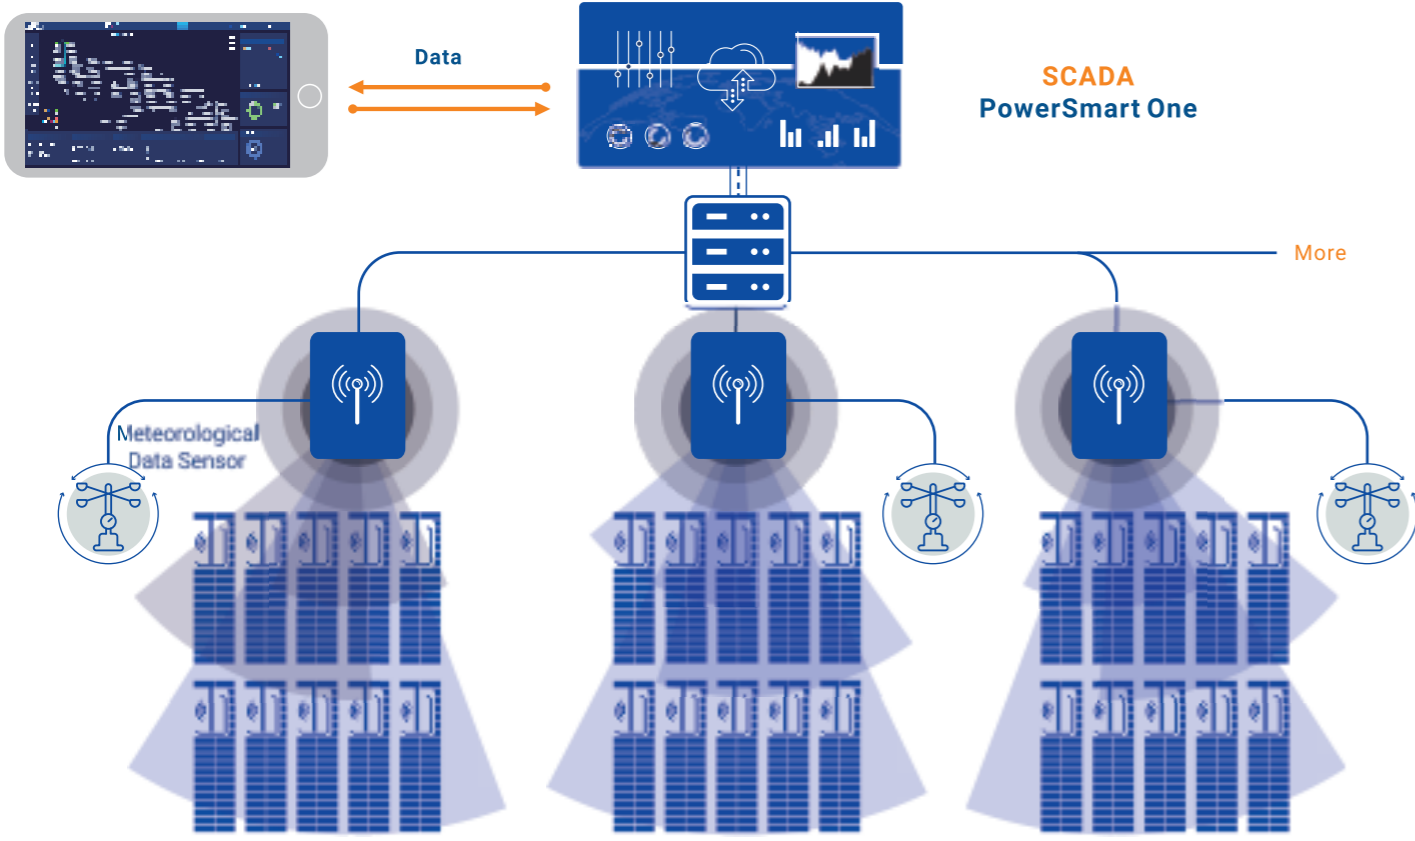 Data
SCADA
PowerSmart One
More
Meteorological
Data Sensor